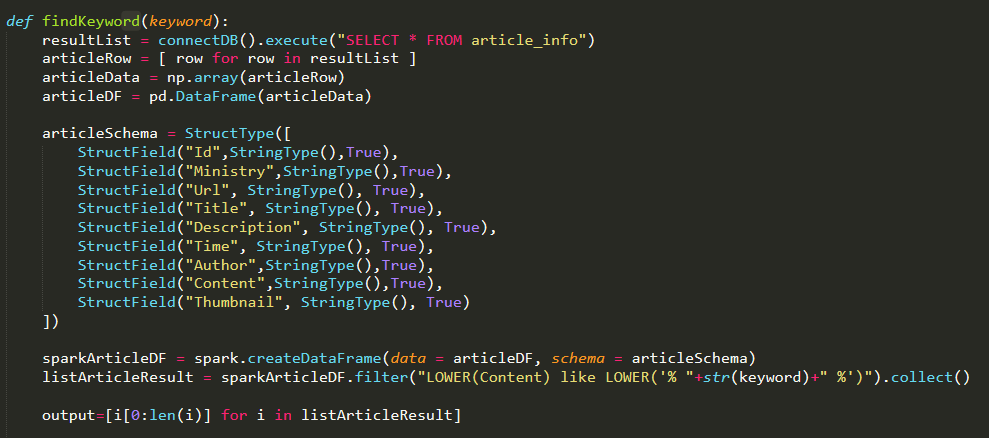 def findKeyword(keyword):
    resultList = connectDB().execute("SELECT * FROM article_info")
    articleRow = [ row for row in resultList ]
    articleData = np.array(articleRow)
    articleDF = pd.DataFrame(articleData)
    articleSchema = StructType([
        StructField("Id",StringType(),True),
        StructField("Ministry",StringType(),True),
        StructField("Url", StringType(), True),
        StructField("Title", StringType(), True),
        StructField("Description", StringType(), True),
        StructField("Time", StringType(), True),
        StructField("Author",StringType(),True),
        StructField("Content",StringType(),True),
        StructField("Thumbnail", StringType(), True)
    ])
    sparkArticleDF = spark.createDataFrame(data = articleDF, schema = articleSchema)
    listArticleResult = sparkArticleDF.filter("LOWER(Content) like LOWER('% "+str(keyword)+" %')").collect()
    output=[i[0:len(i)] for i in listArticleResult]